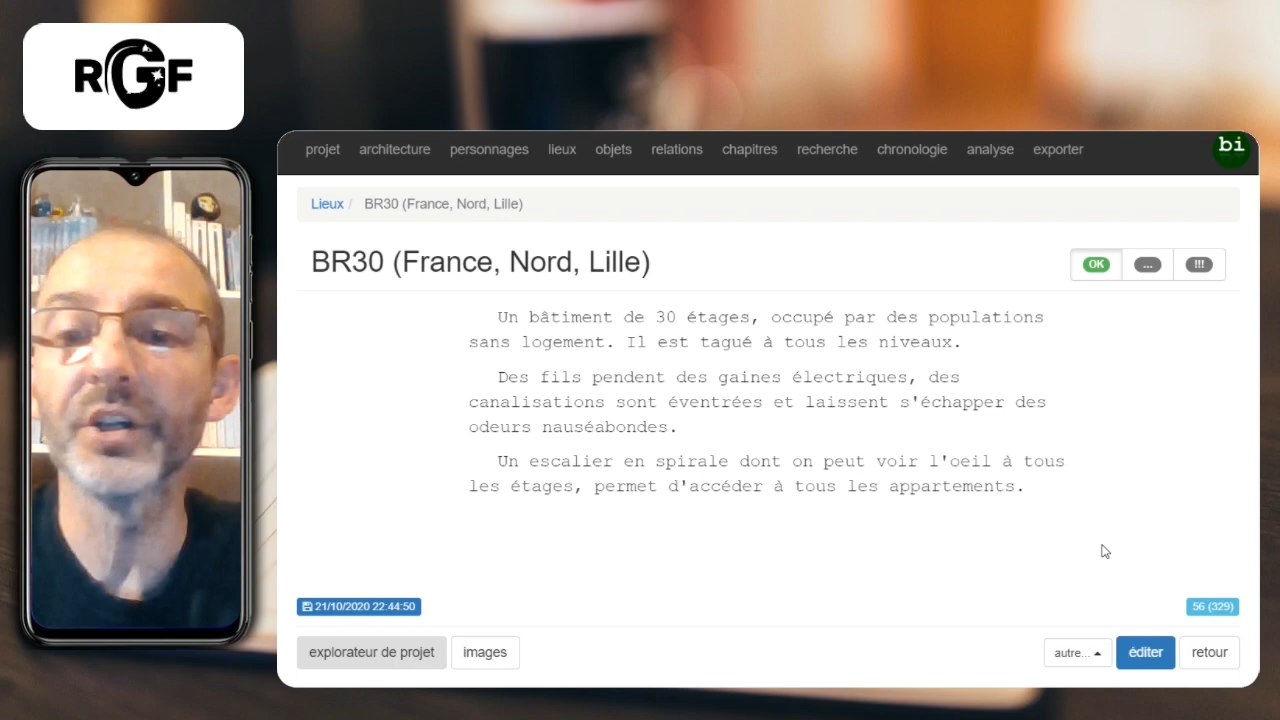 RGF
projet architecture personnages lieux objets relations chapitres recherche chronologie analyse exporter bi
Lieux / BR30 (France, Nord, Lille)
BR30 (France, Nord, Lille) OK ... !!!
Un bâtiment de 30 étages, occupé par des populations
sans logement. Il est tagué à tous les niveaux.
Des fils pendent des gaines électriques, des
canalisations sont éventrées et laissent s'échapper des
odeurs nauséabondes.
Un escalier en spirale dont on peut voir l'oeil à tous
les étages, permet d'accéder à tous les appartements.
21/10/2020 22:44:50 56 (329)
explorateur de projet images autre... éditer retour